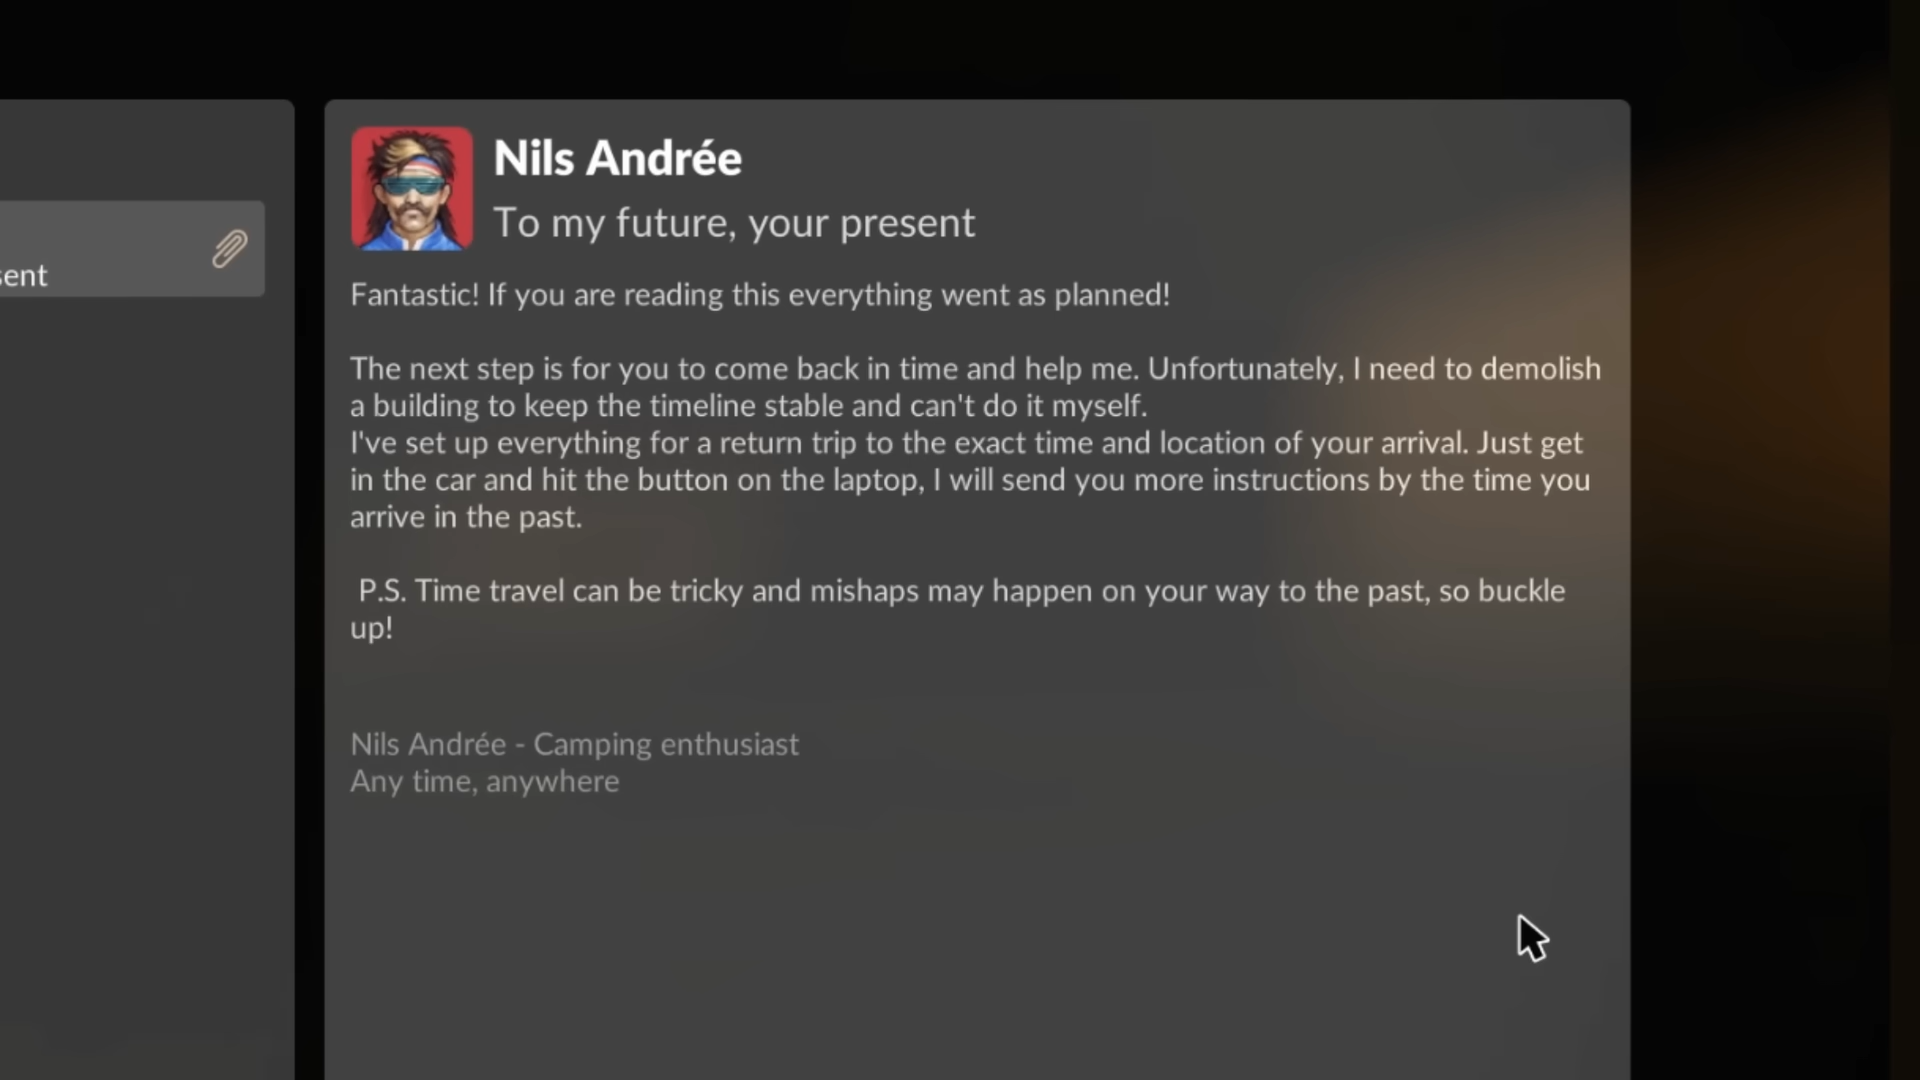 Nils Andrée
To my future, your present
sent
Fantastic! If you are reading this everything went as planned!
The next step is for you to come back in time and help me. Unfortunately, I need to demolish
a building to keep the timeline stable and can't do it myself.
I've set up everything for a return trip to the exact time and location of your arrival. Just get
in the car and hit the button on the laptop, I will send you more instructions by the time you
arrive in the past.
P.S. Time travel can be tricky and mishaps may happen on your way to the past, so buckle
up!
Nils Andrée - Camping enthusiast
Any time, anywhere